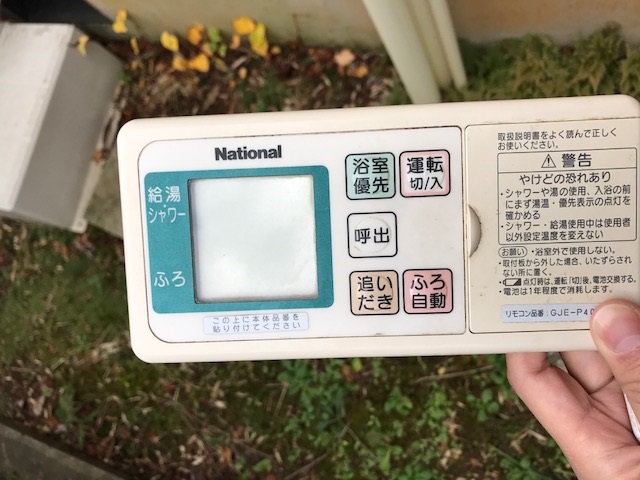 National
給湯
・
シャワー
ふろ
この上に本体品番を
貼り付けてください
浴室
優先
運転
切/入
呼出
追い
だき
ふろ
自動
取扱説明書をよく読んで正しく
お使いください。
警告
やけどの恐れあり
・シャワーや湯の使用、入浴の前
にまず湯温・優先表示の点灯を
確かめる
・シャワー・給湯使用中は使用者
以外設定温度を変えない
お願い ・浴室外で使用しない。
・取付板から外した場合、いたずらされ
ない所に置く。
・点灯時は、運転「切」後、電池交換する。
・電池は1年程度で消耗します。
リモコン品番：GJE-P40